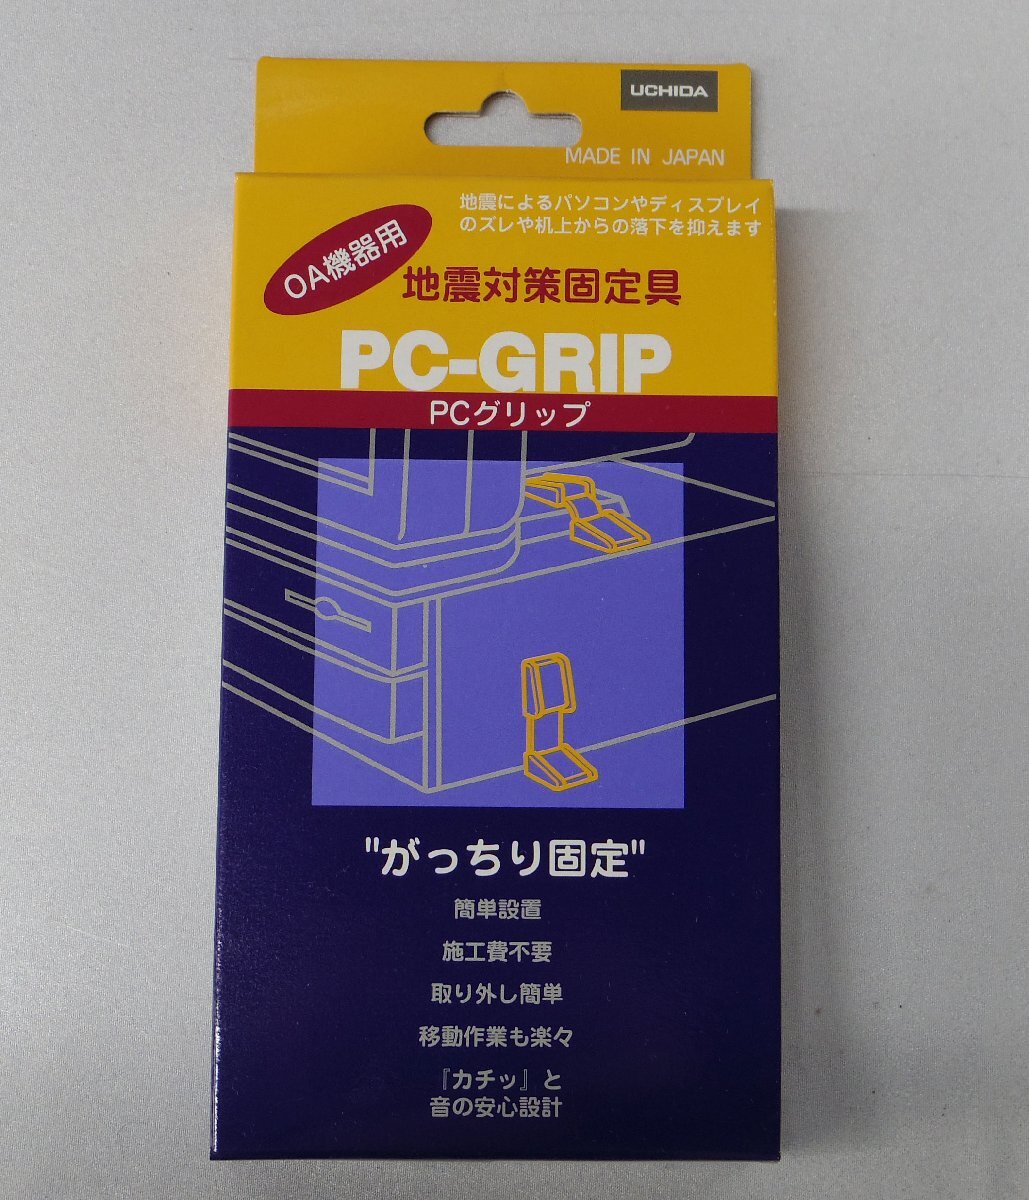 UCHIDA
MADE IN JAPAN
地震によるパソコンやディスプレイ
のズレや机上からの落下を抑えます
OA機器用
地震対策固定具
PC-GRIP
PCグリップ
"がっちり固定"
簡単設置
施工費不要
取り外し簡単
移動作業も楽々
『カチッ』と
音の安心設計